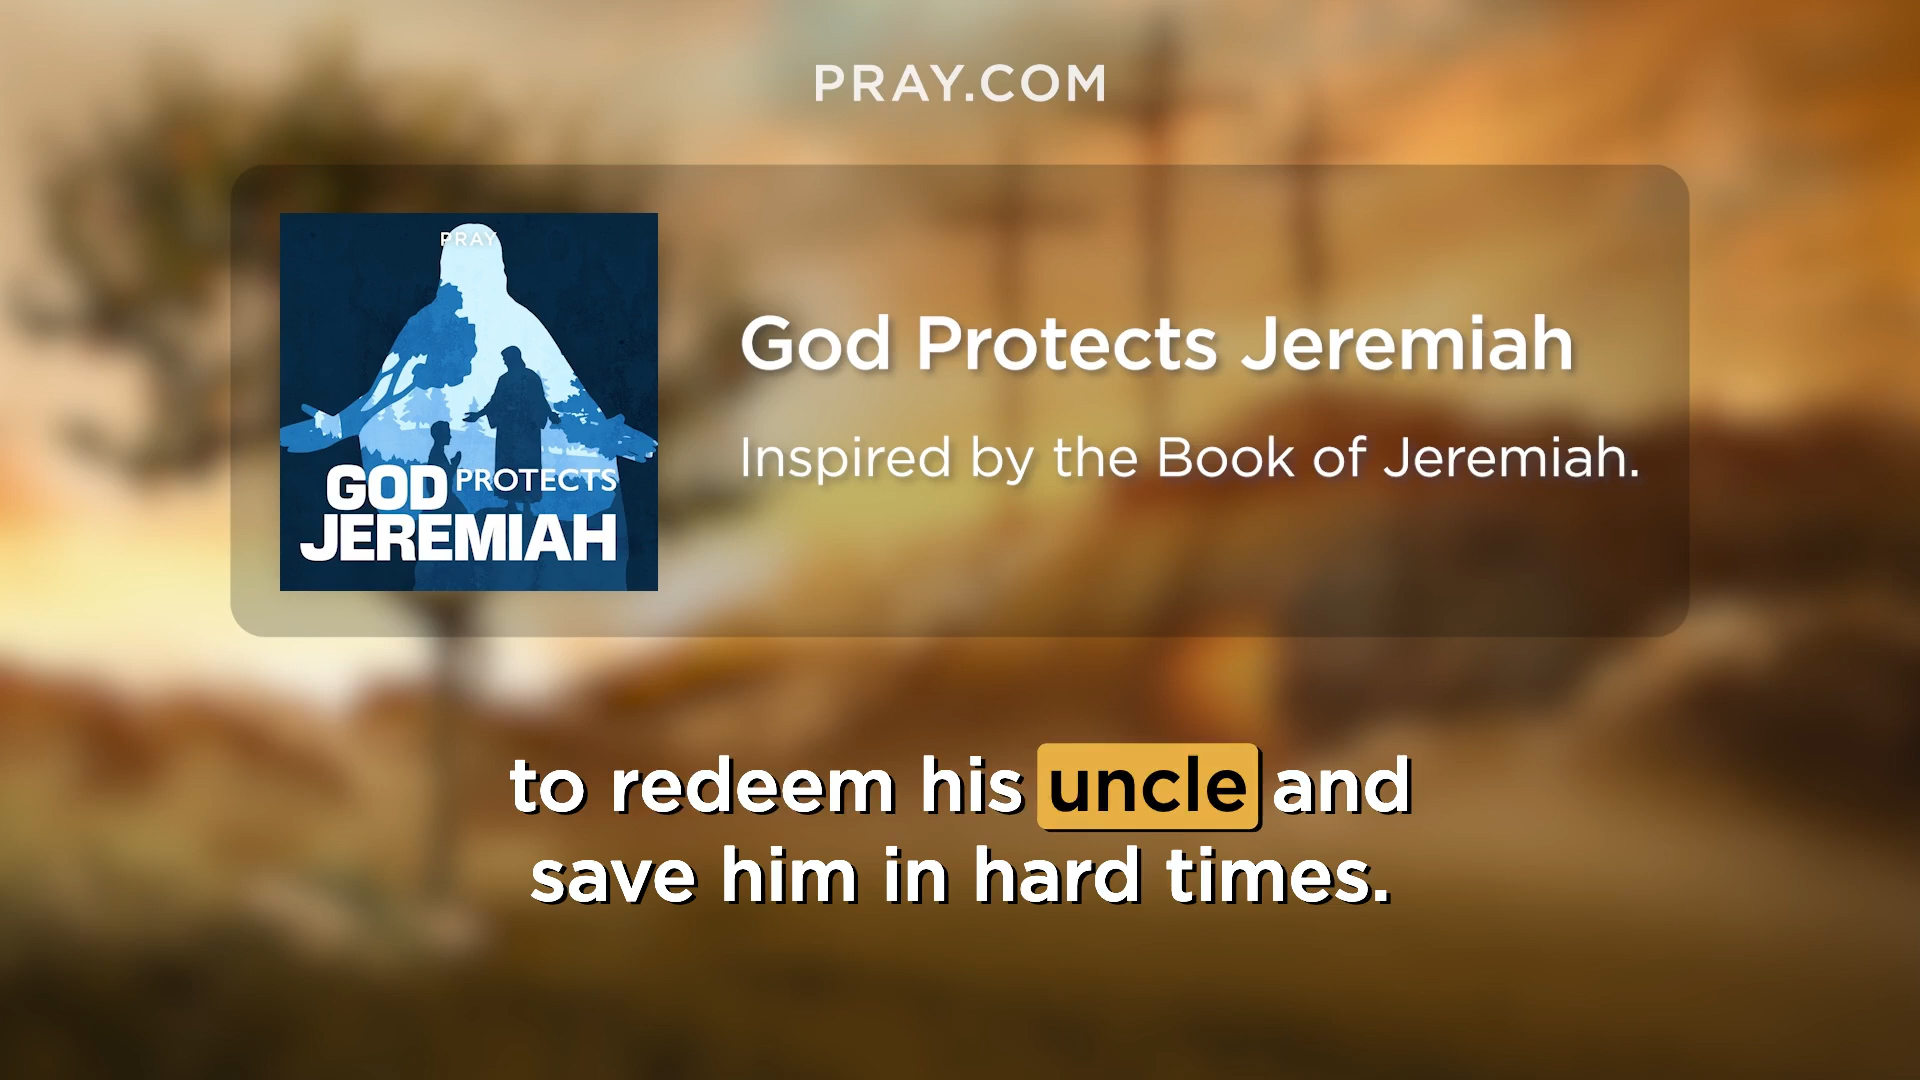 PRAY.COM
PRAY
GOD PROTECTS
JEREMIAH
God Protects Jeremiah
Inspired by the Book of Jeremiah.
to redeem his uncle and
save him in hard times.